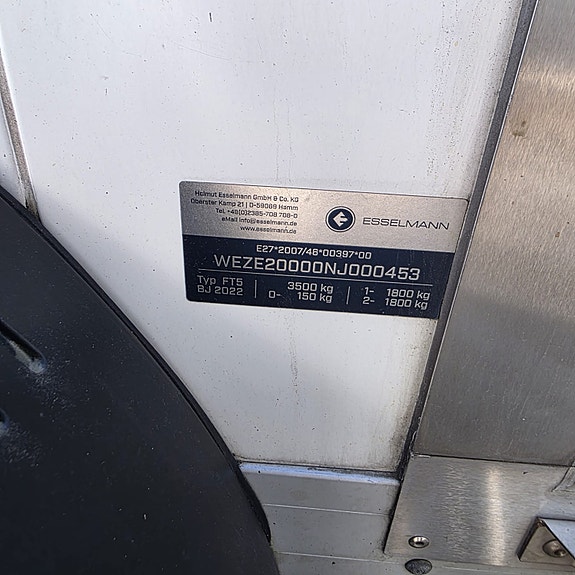 Helmut Esselmann GmbH & Co. KG
Oberster Kamp 21 | D-59069 Hamm
Tel. +49(0)2385-708 708-0
eMail info@esselmann.de
www.esselmann.de
ESSELMANN
E27*2007/46*00397*00
WEZE20000NJ000453
Typ FT5
BJ 2022
3500 kg
0- 150 kg
1- 1800 kg
2- 1800 kg